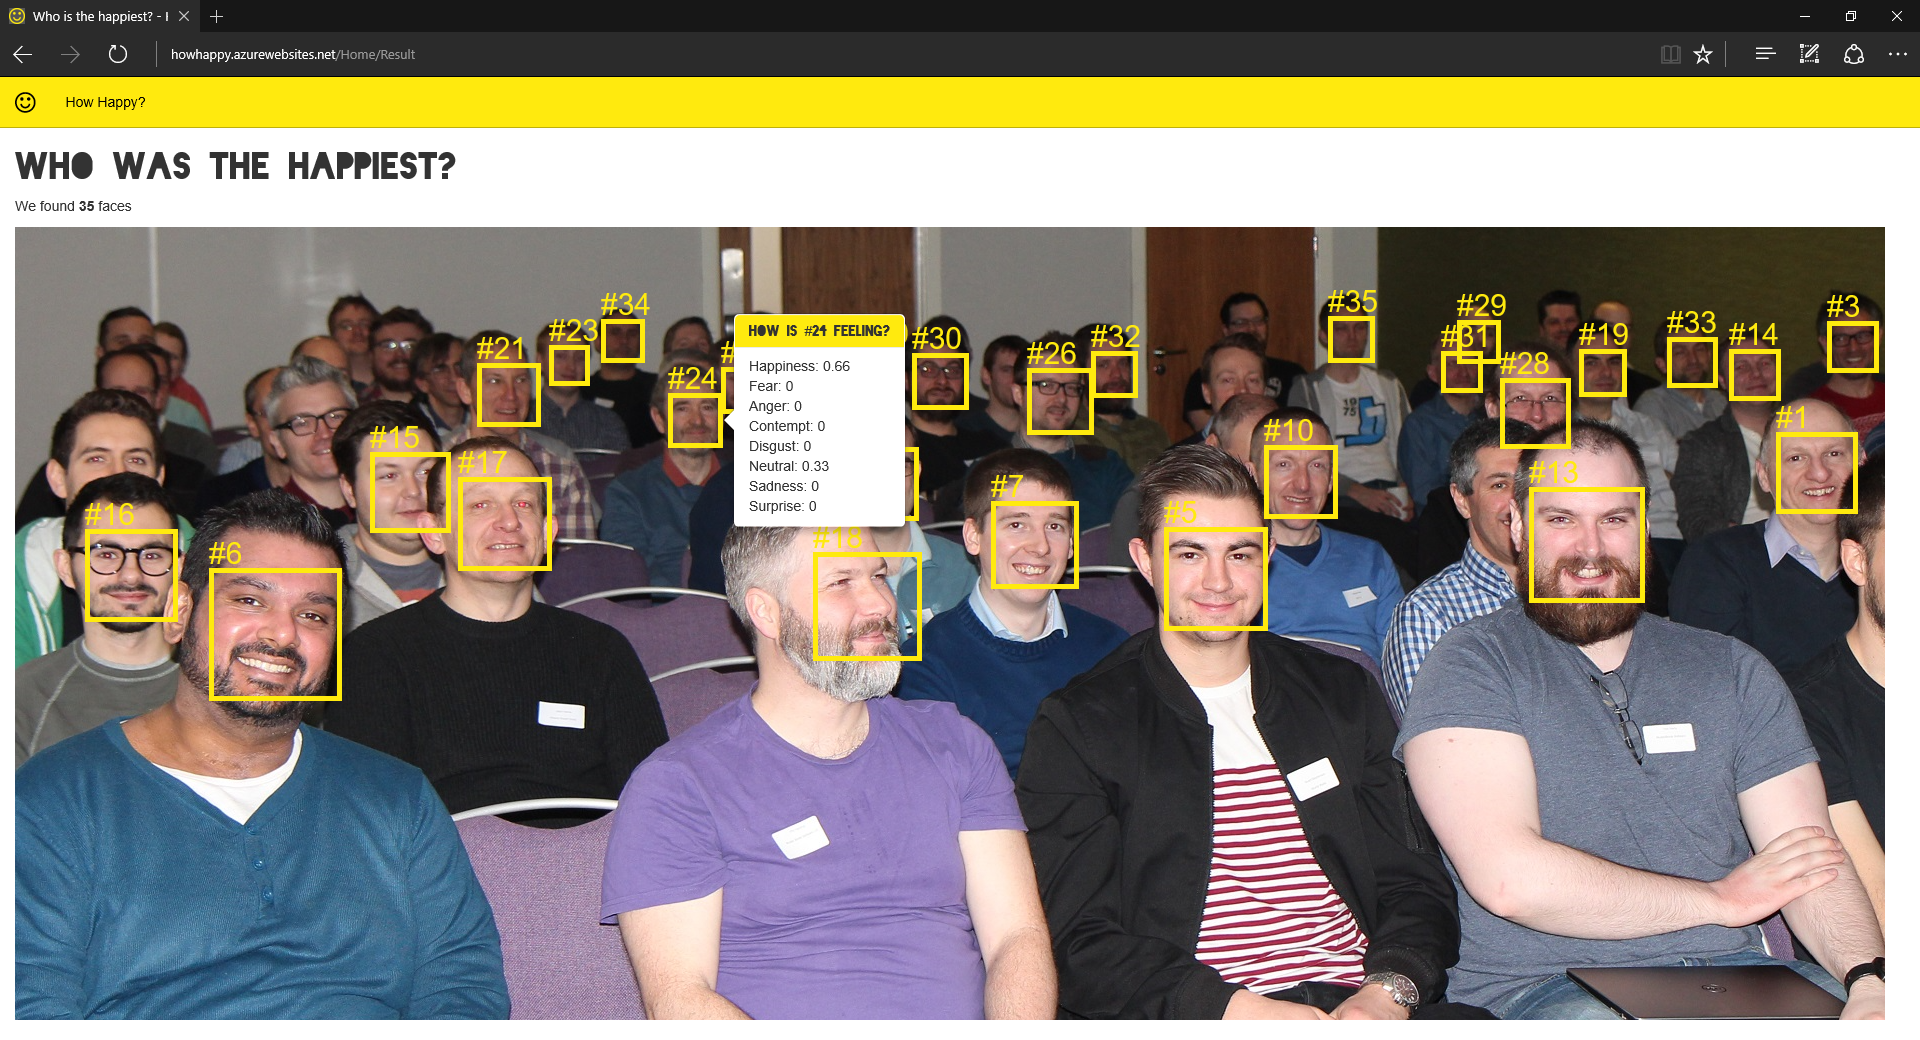 Who is the happiest? - I
howhappy.azurewebsites.net/Home/Result
How Happy?
WHO WAS THE HAPPIEST?
We found 35 faces
#34
#23
#21
#24
#30
#26
#32
#35
#29
#31
#28
#19
#33
#14
#3
#1
#15
#17
#16
#6
#18
#7
#5
#10
#13
HOW IS #24 FEELING?
Happiness: 0.66
Fear: 0
Anger: 0
Contempt: 0
Disgust: 0
Neutral: 0.33
Sadness: 0
Surprise: 0
1975